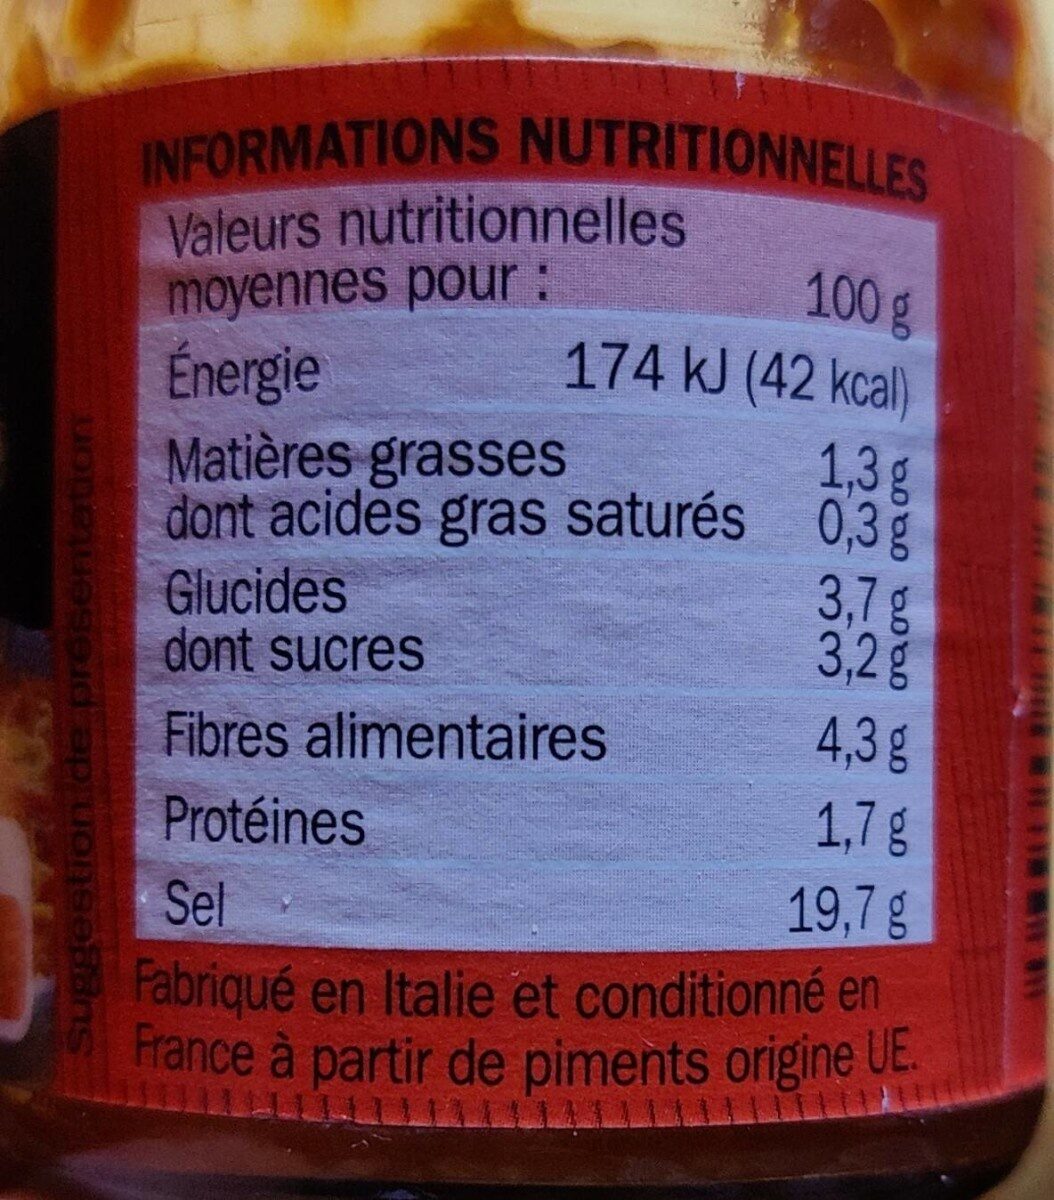 INFORMATIONS NUTRITIONNELLES
Valeurs nutritionnelles
moyennes pour : 100 g
Énergie 174 kJ (42 kcal)
Matières grasses 1,3 g
dont acides gras saturés 0,3 g
Glucides 3,7 g
dont sucres 3,2 g
Fibres alimentaires 4,3 g
Protéines 1,7 g
Sel 19,7 g
Fabriqué en Italie et conditionné en
France à partir de piments origine UE.
Suggestion de présentation